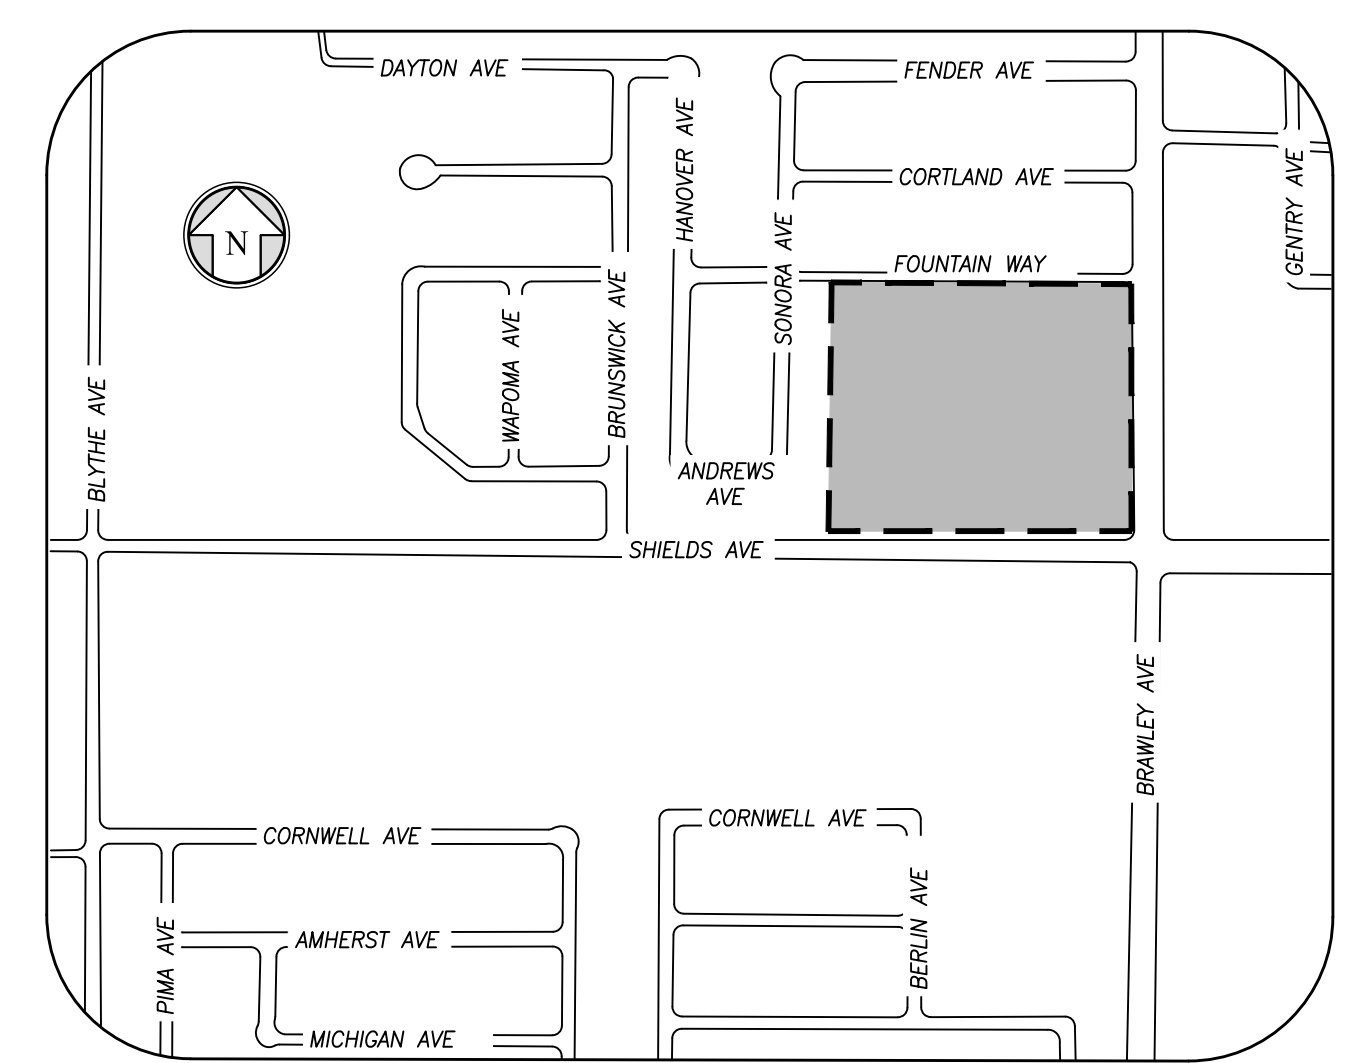 DAYTON AVE
FENDER AVE
HANOVER AVE
CORTLAND AVE
GENTRY AVE
N
SONORA AVE
FOUNTAIN WAY
WAPOMA AVE
BRUNSWICK AVE
BLYTHE AVE
ANDREWS
AVE
SHIELDS AVE
BRAWLEY AVE
CORNWELL AVE
CORNWELL AVE
BERLIN AVE
PIMA AVE
AMHERST AVE
MICHIGAN AVE